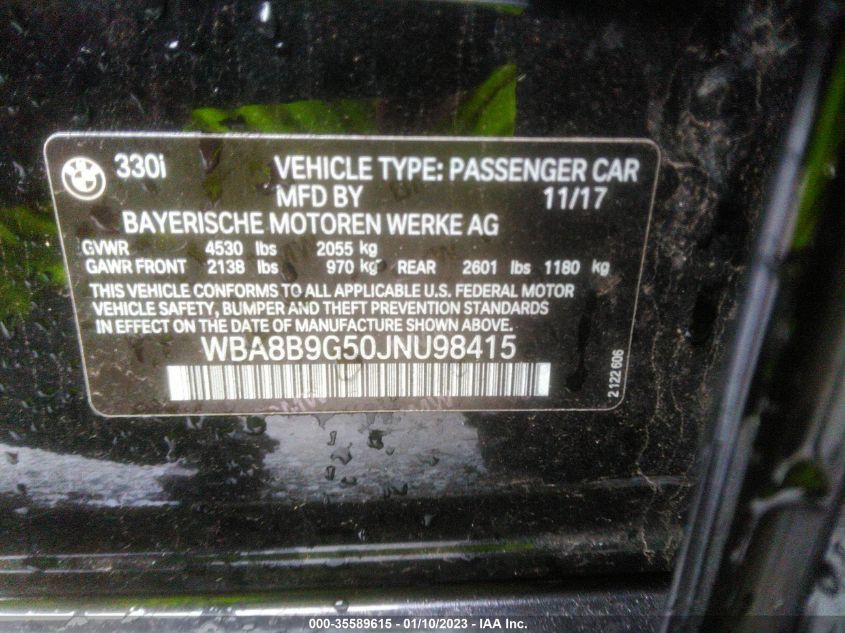 330i VEHICLE TYPE: PASSENGER CAR
MFD BY 11/17
BAYERISCHE MOTOREN WERKE AG
GVWR 4530 lbs 2055 kg
GAWR FRONT 2138 lbs 970 kg REAR 2601 lbs 1180 kg
THIS VEHICLE CONFORMS TO ALL APPLICABLE U.S. FEDERAL MOTOR
VEHICLE SAFETY, BUMPER AND THEFT PREVENTION STANDARDS
IN EFFECT ON THE DATE OF MANUFACTURE SHOWN ABOVE.
WBA8B9G50JNU98415
2 122 606
000-35589615 - 01/10/2023 - IAA Inc.